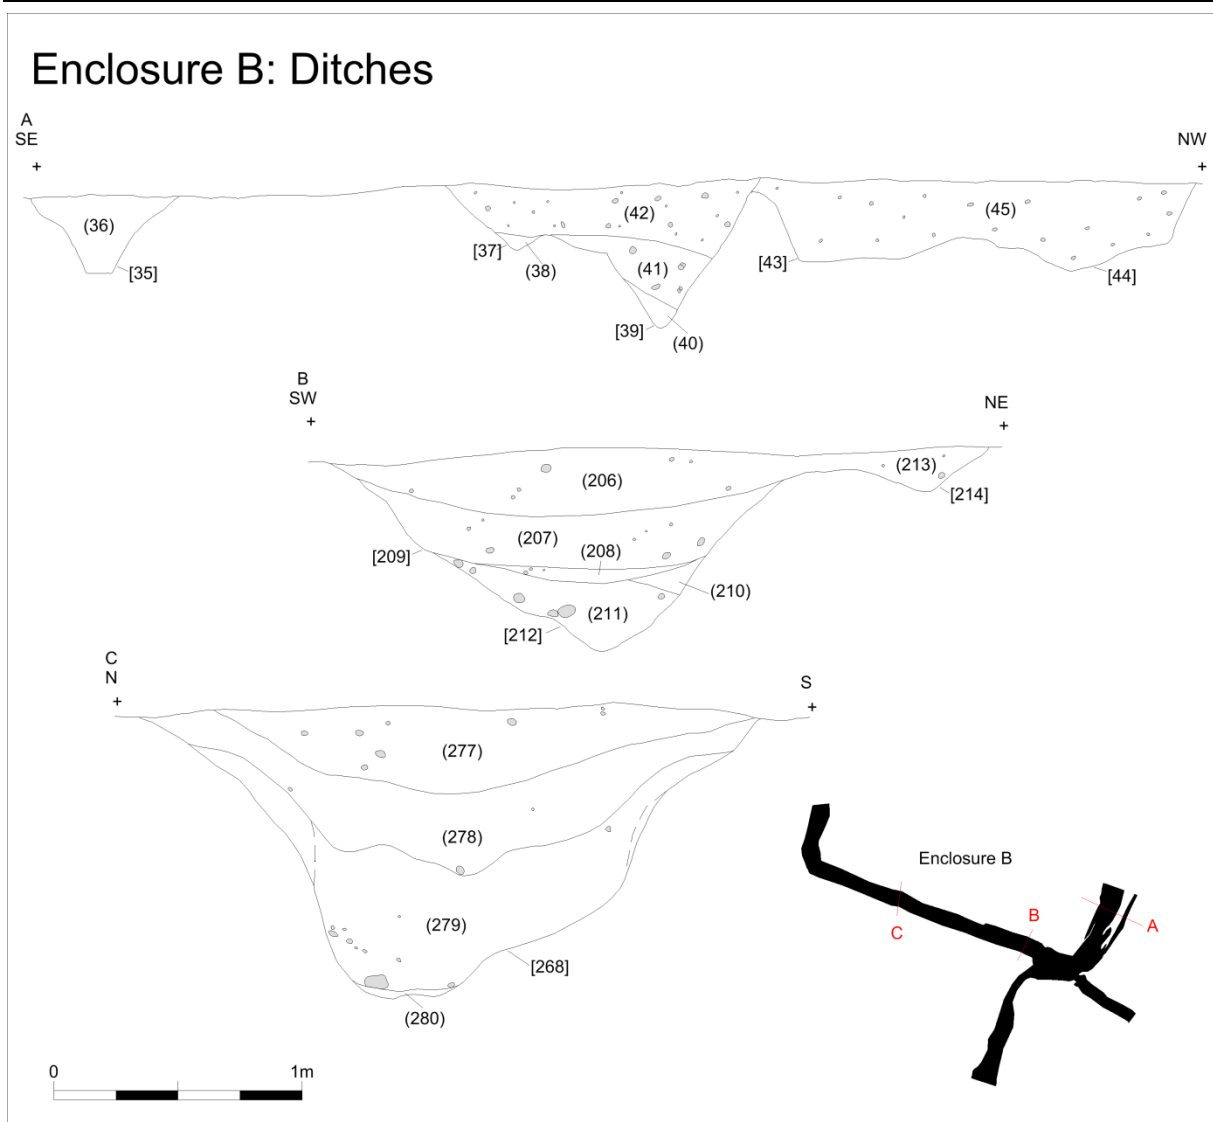 Enclosure B: Ditches
A
SE
NW
(36)
[35]
(42)
[37]
(38)
(41)
[39]
(40)
(45)
[43]
[44]
B
SW
NE
(206)
(213)
[214]
(207)
(208)
[209]
(210)
(211)
[212]
C
N
S
(277)
(278)
(279)
[268]
(280)
Enclosure B
B
C
A
0 1m